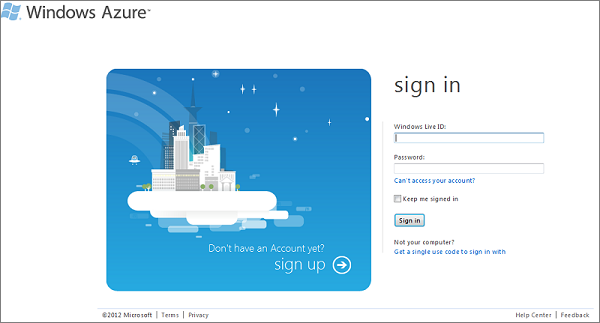 Windows Azure™
sign in
Windows Live ID:
Password:
Can't access your account?
Keep me signed in
Sign in
Not your computer?
Get a single use code to sign in with
Don't have an Account yet?
sign up
©2012 Microsoft | Terms | Privacy
Help Center | Feedback